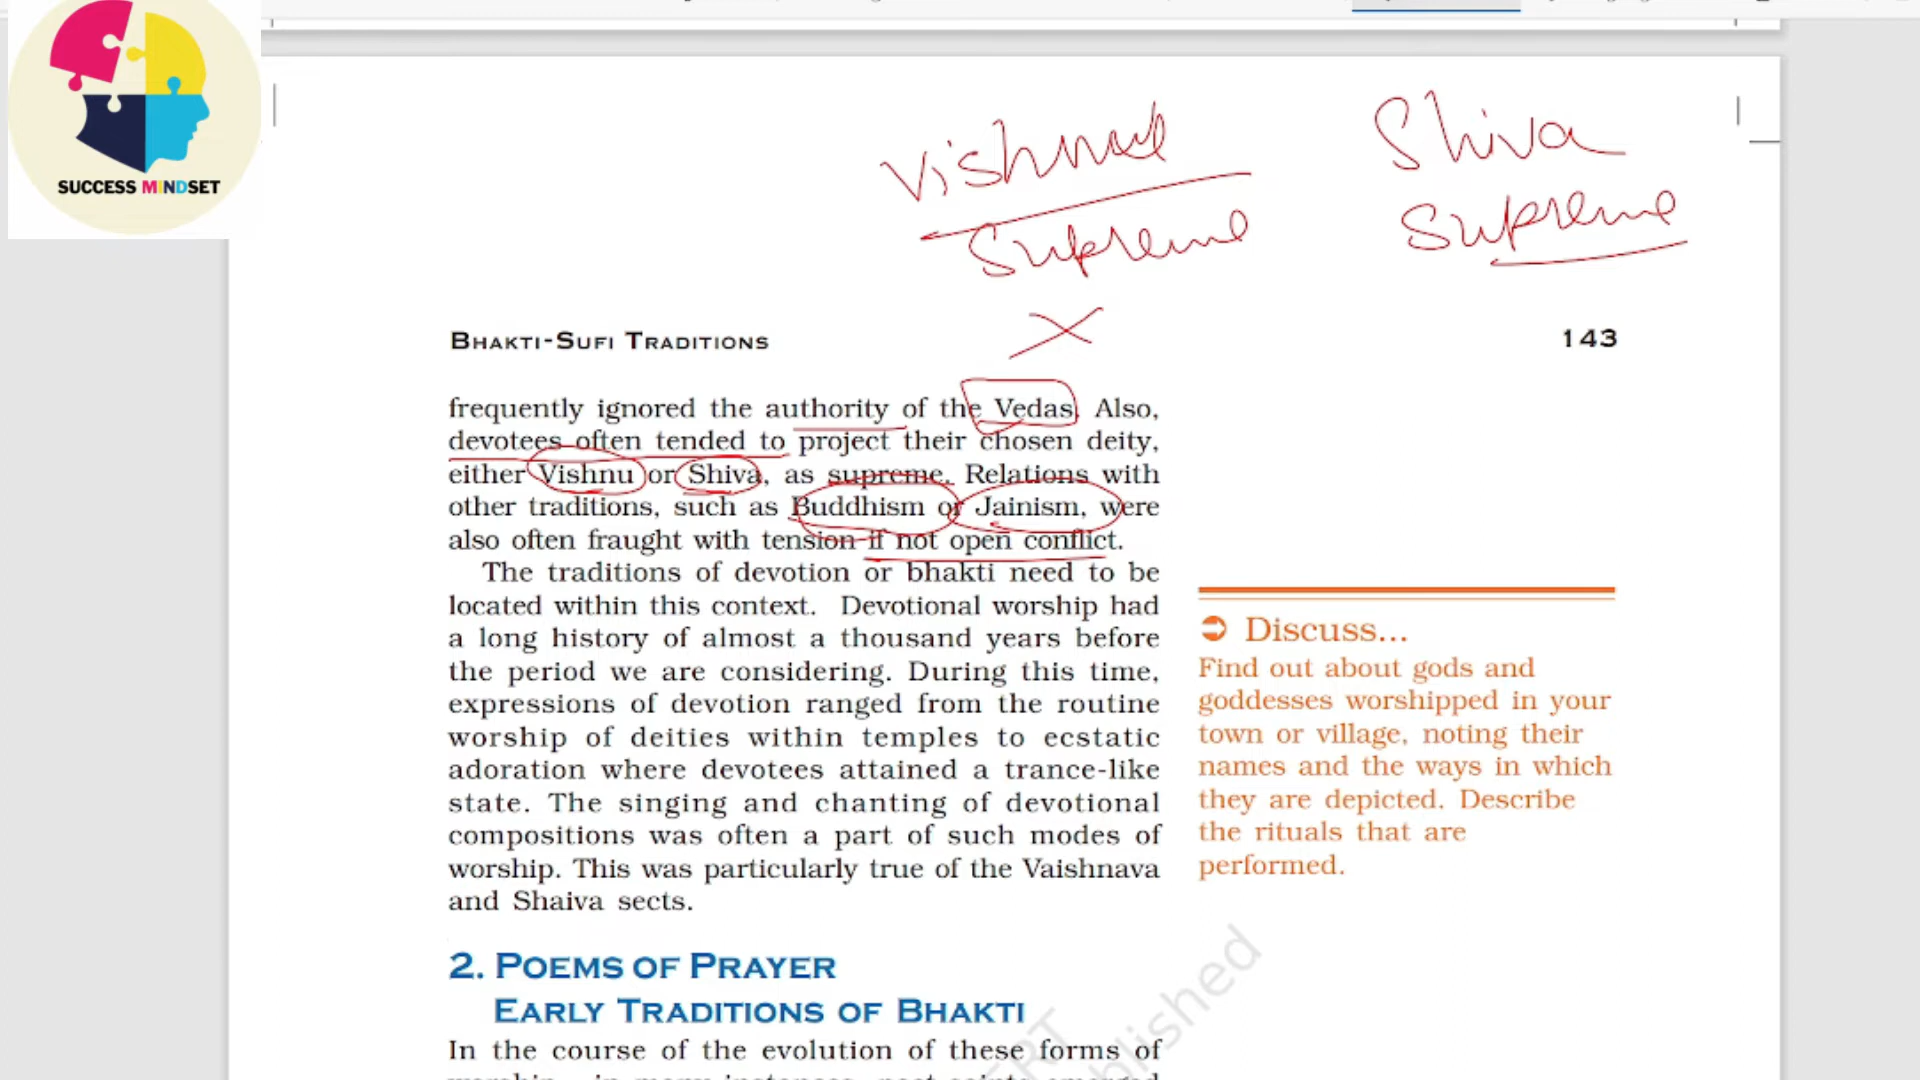 SUCCESS MINDSET
Vishnu
Supreme
Shiva
Supreme
BHAKTI-SUFI TRADITIONS
143
frequently ignored the authority of the Vedas. Also,
devotees often tended to project their chosen deity,
either Vishnu or Shiva, as supreme. Relations with
other traditions, such as Buddhism or Jainism, were
also often fraught with tension if not open conflict.
The traditions of devotion or bhakti need to be
located within this context. Devotional worship had
a long history of almost a thousand years before
the period we are considering. During this time,
expressions of devotion ranged from the routine
worship of deities within temples to ecstatic
adoration where devotees attained a trance-like
state. The singing and chanting of devotional
compositions was often a part of such modes of
worship. This was particularly true of the Vaishnava
and Shaiva sects.
Discuss...
Find out about gods and
goddesses worshipped in your
town or village, noting their
names and the ways in which
they are depicted. Describe
the rituals that are
performed.
2. POEMS OF PRAYER
EARLY TRADITIONS OF BHAKTI
In the course of the evolution of these forms of